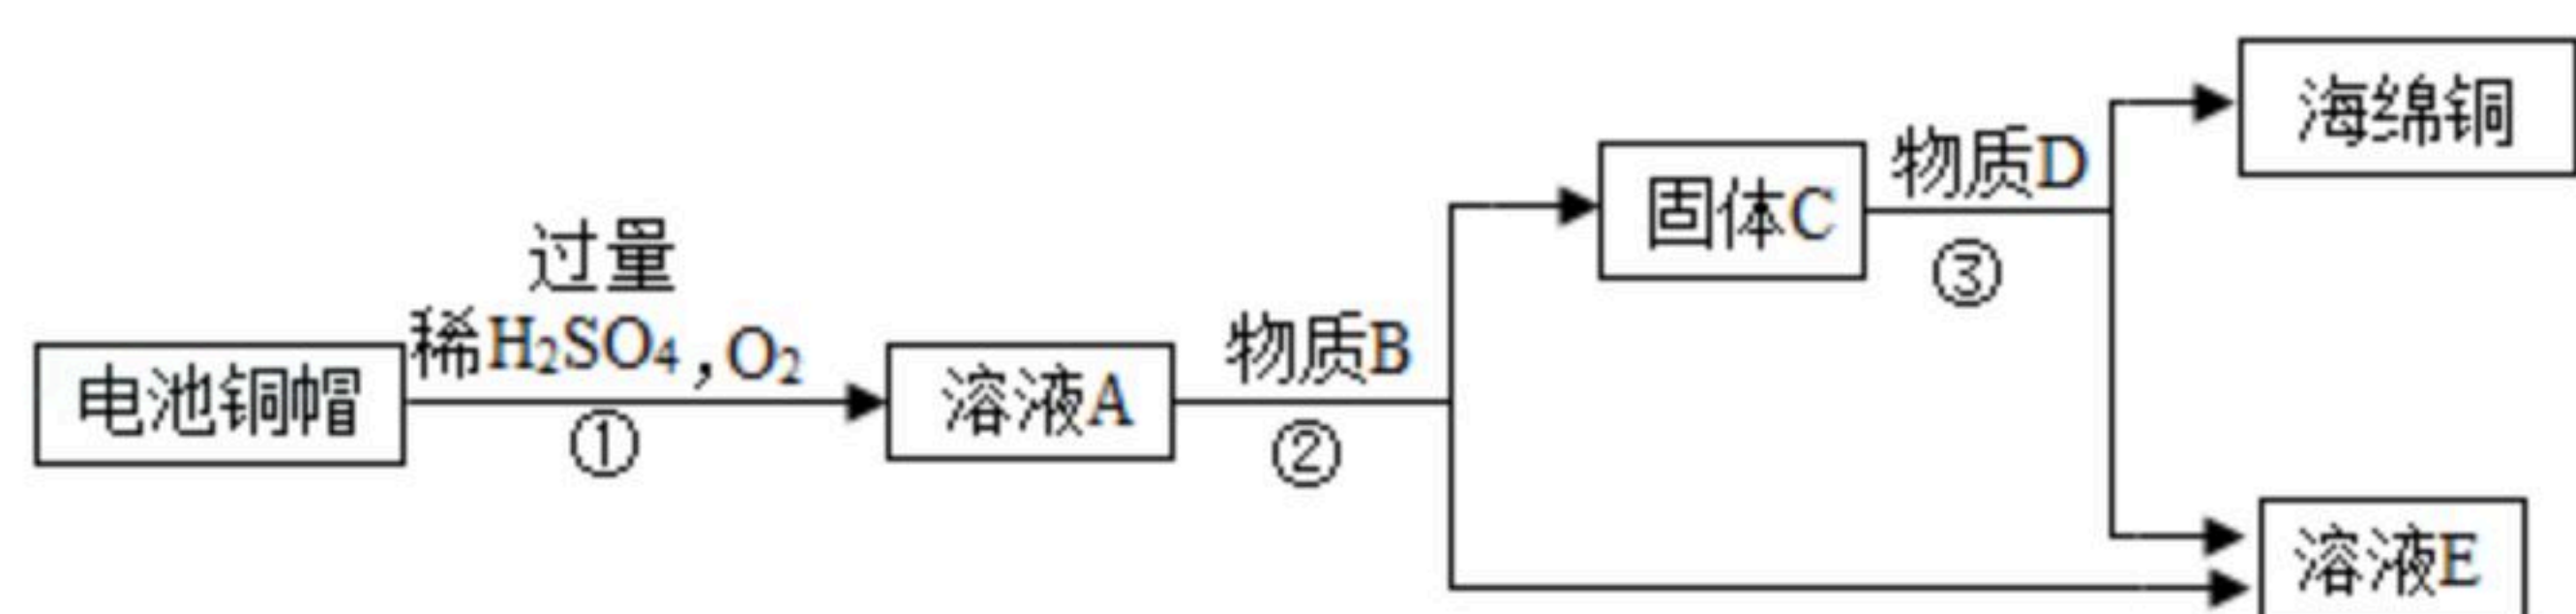 电池铜帽
过量
稀H₂SO₄，O₂
①
溶液A
物质B
②
固体C
物质D
③
海绵铜
溶液E